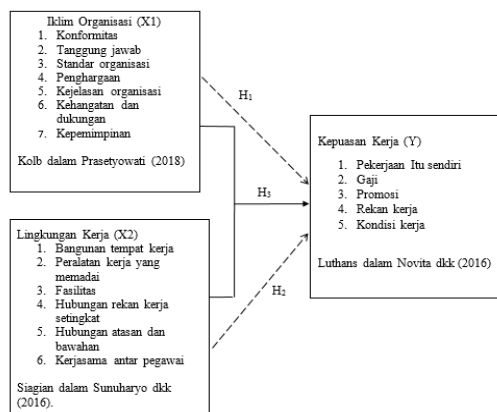 Iklim Organisasi (X1)
1. Konformitas
2. Tanggung jawab
3. Standar organisasi
4. Penghargaan
5. Kejelasan organisasi
6. Kehangatan dan
dukungan
7. Kepemimpinan
Kolb dalam Prasetyowati (2018)
H1
Kepuasan Kerja (Y)
1. Pekerjaan Itu sendiri
2. Gaji
3. Promosi
4. Rekan kerja
5. Kondisi kerja
Luthans dalam Novita dkk (2016)
H3
Lingkungan Kerja (X2)
1. Bangunan tempat kerja
2. Peralatan kerja yang
memadai
3. Fasilitas
4. Hubungan rekan kerja
setingkat
5. Hubungan atasan dan
bawahan
6. Kerjasama antar pegawai
Siagian dalam Sunuharyo dkk
(2016).
H2